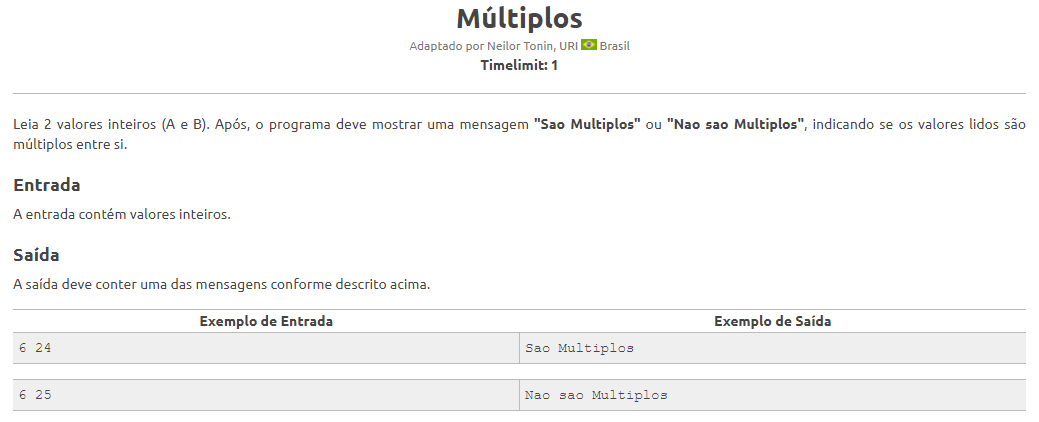 Múltiplos
Adaptado por Neilor Tonin, URI Brasil
Timelimit: 1
Leia 2 valores inteiros (A e B). Após, o programa deve mostrar uma mensagem "Sao Multiplos" ou "Nao sao Multiplos", indicando se os valores lidos são
múltiplos entre si.
Entrada
A entrada contém valores inteiros.
Saída
A saída deve conter uma das mensagens conforme descrito acima.
Exemplo de Entrada Exemplo de Saída
6 24 Sao Multiplos
6 25 Nao sao Multiplos